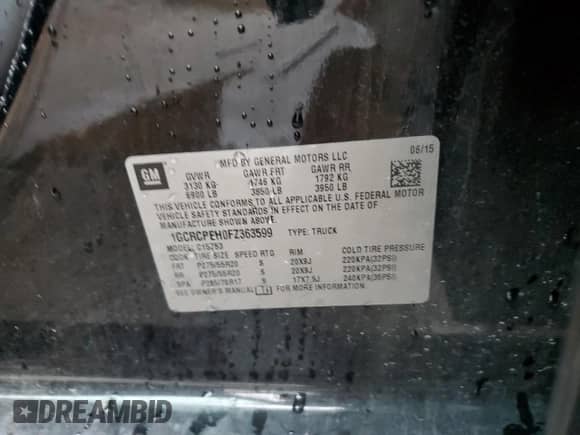 GM
MFD BY GENERAL MOTORS LLC 06/15
GVWR GAWR FRT GAWR RR
3130 KG 1746 KG 1792 KG
6900 LB 3850 LB 3950 LB
THIS VEHICLE CONFORMS TO ALL APPLICABLE U.S. FEDERAL MOTOR
VEHICLE SAFETY STANDARDS IN EFFECT ON THE DATE OF
MANUFACTURE SHOWN ABOVE.
1GCRCPEH0FZ363599 TYPE: TRUCK
MODEL: C15753
TIRE SIZE SPEED RTG RIM COLD TIRE PRESSURE
FRT P275/55R20 S 20X9J 220KPA(32PSI)
RR P275/55R20 S 20X9J 220KPA(32PSI)
SPA P265/70R17 S 17X7.5J 240KPA(35PSI)
SEE OWNER'S MANUAL
DREAMBID